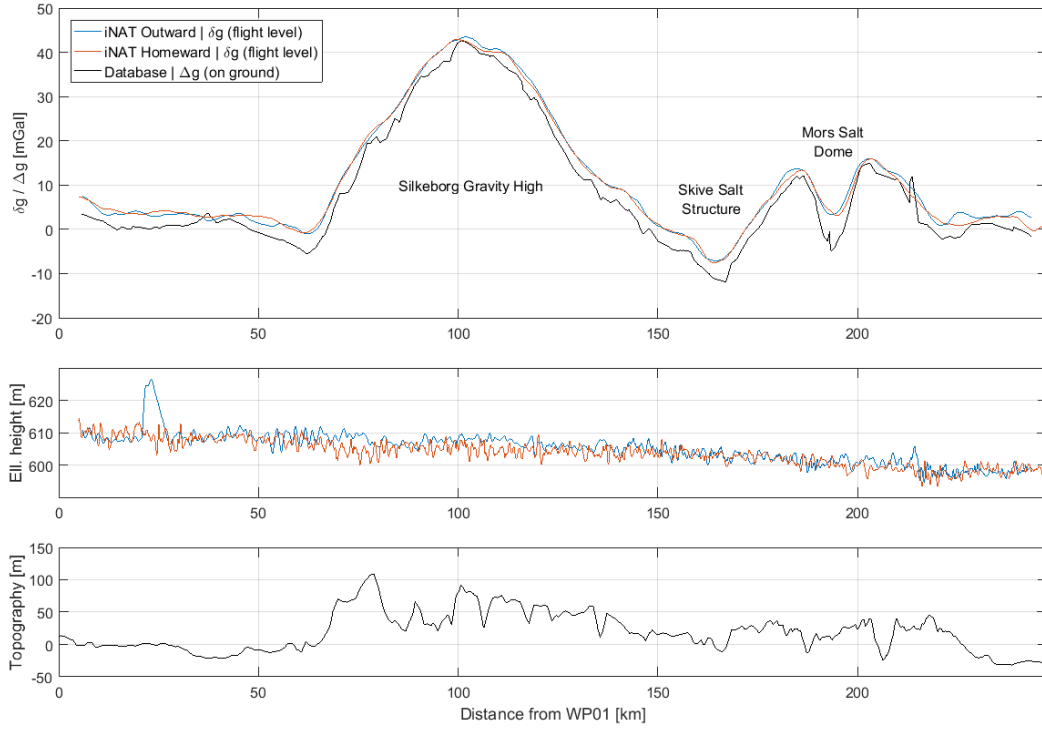 50
40
30
20
10
0
-10
-20
δg / Δg [mGal]
iNAT Outward | δg (flight level)
iNAT Homeward | δg (flight level)
Database | Δg (on ground)
Silkeborg Gravity High
Skive Salt
Structure
Mors Salt
Dome
0 50 100 150 200
620
610
600
Ell. height [m]
0 50 100 150 200
150
100
50
0
-50
Topography [m]
0 50 100 150 200
Distance from WP01 [km]